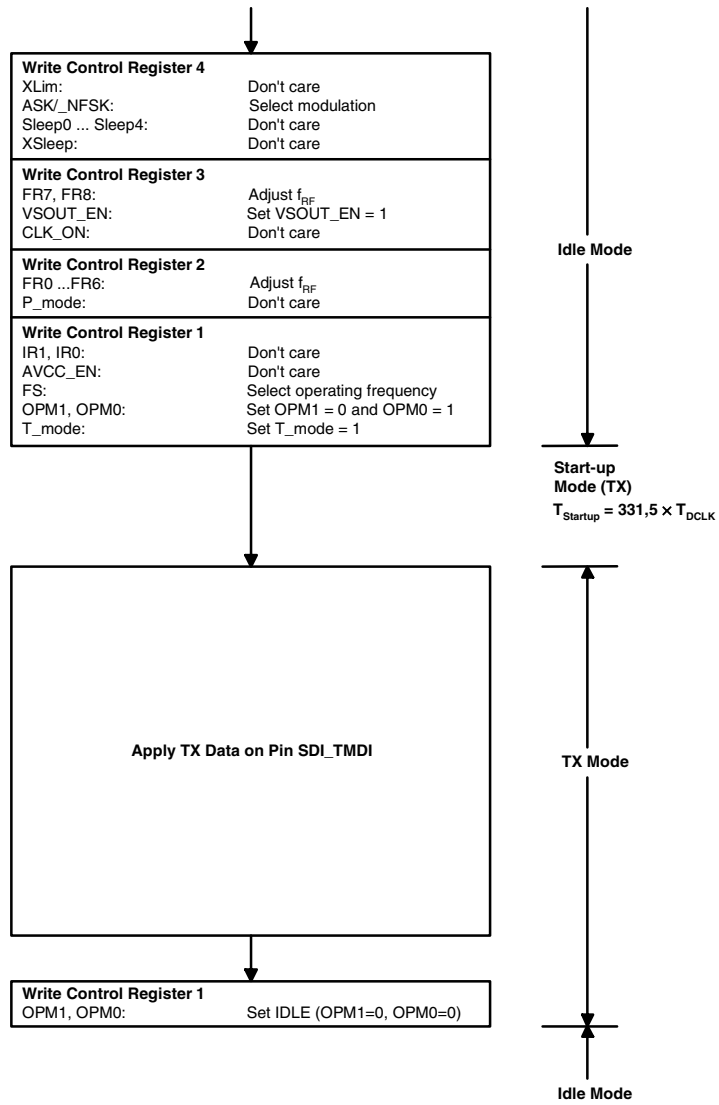 Write Control Register 4
XLim: Don't care
ASK/_NFSK: Select modulation
Sleep0 ... Sleep4: Don't care
XSleep: Don't care
Write Control Register 3
FR7, FR8: Adjust fRF
VSOUT_EN: Set VSOUT_EN = 1
CLK_ON: Don't care
Idle Mode
Write Control Register 2
FR0 ...FR6: Adjust fRF
P_mode: Don't care
Write Control Register 1
IR1, IR0: Don't care
AVCC_EN: Don't care
FS: Select operating frequency
OPM1, OPM0: Set OPM1 = 0 and OPM0 = 1
T_mode: Set T_mode = 1
Start-up
Mode (TX)
TStartup = 331,5 × TDCLK
Apply TX Data on Pin SDI_TMDI
TX Mode
Write Control Register 1
OPM1, OPM0: Set IDLE (OPM1=0, OPM0=0)
Idle Mode